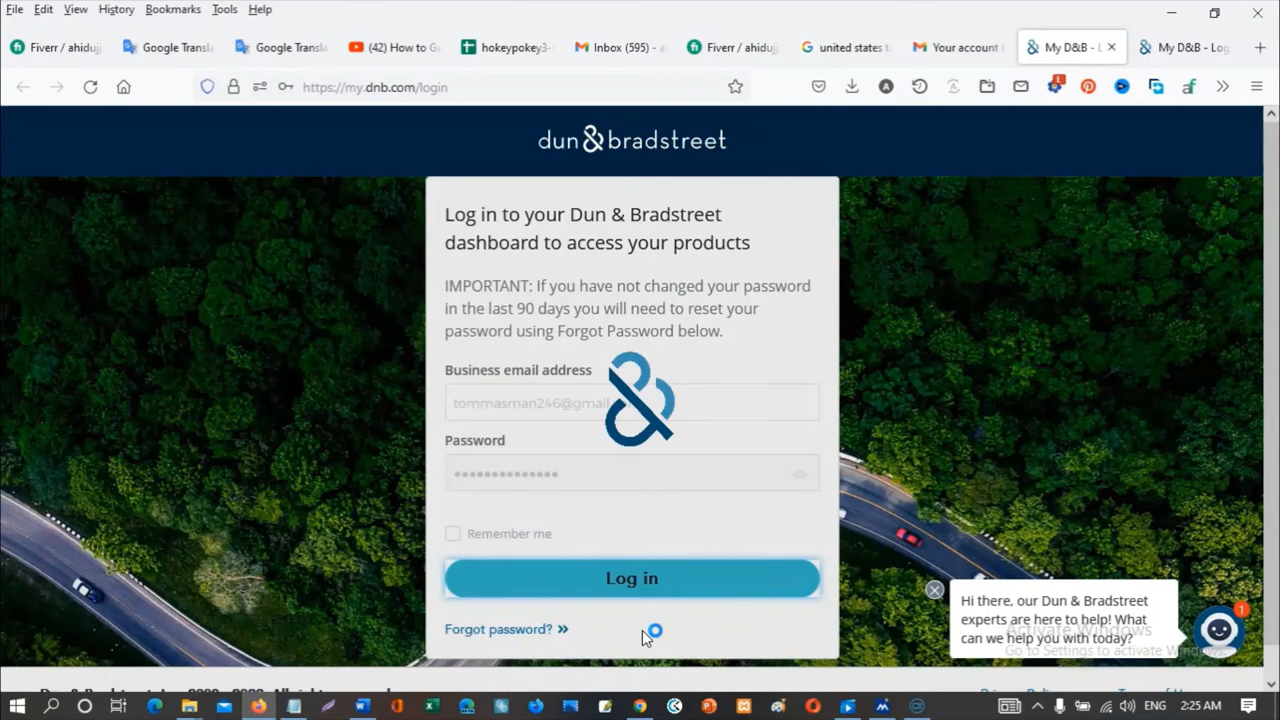 File Edit View History Bookmarks Tools Help
Fiverr / ahiduj Google Transla Google Transla (42) How to Ge hokeypokey3- Inbox (595) - a Fiverr / ahiduj united states t Your account My D&B - L My D&B - Log
https://my.dnb.com/login
dun & bradstreet
Log in to your Dun & Bradstreet
dashboard to access your products
IMPORTANT: If you have not changed your password
in the last 90 days you will need to reset your
password using Forgot Password below.
Business email address
tommasman246@gmail
Password
Remember me
Log in
Forgot password? »
Hi there, our Dun & Bradstreet
experts are here to help! What
can we help you with today?
1
Activate Windows
Go to Settings to activate Windows.
ENG 2:25 AM